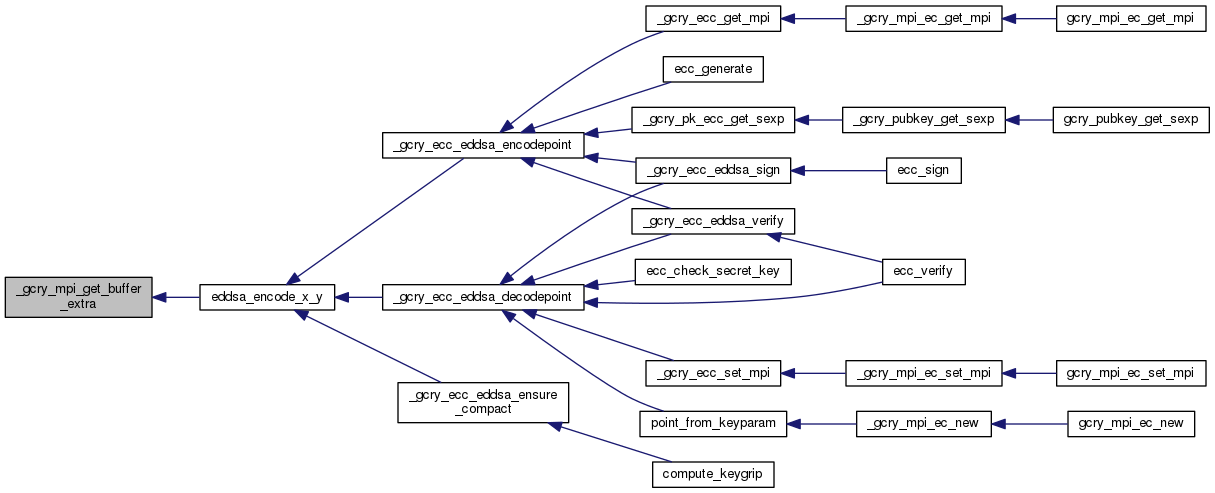 _gcry_ecc_get_mpi
_gcry_mpi_ec_get_mpi
gcry_mpi_ec_get_mpi
ecc_generate
_gcry_pk_ecc_get_sexp
_gcry_pubkey_get_sexp
gcry_pubkey_get_sexp
_gcry_ecc_eddsa_encodepoint
_gcry_ecc_eddsa_sign
ecc_sign
_gcry_ecc_eddsa_verify
ecc_check_secret_key
ecc_verify
_gcry_mpi_get_buffer
_extra
eddsa_encode_x_y
_gcry_ecc_eddsa_decodepoint
_gcry_ecc_set_mpi
_gcry_mpi_ec_set_mpi
gcry_mpi_ec_set_mpi
_gcry_ecc_eddsa_ensure
_compact
point_from_keyparam
_gcry_mpi_ec_new
gcry_mpi_ec_new
compute_keygrip